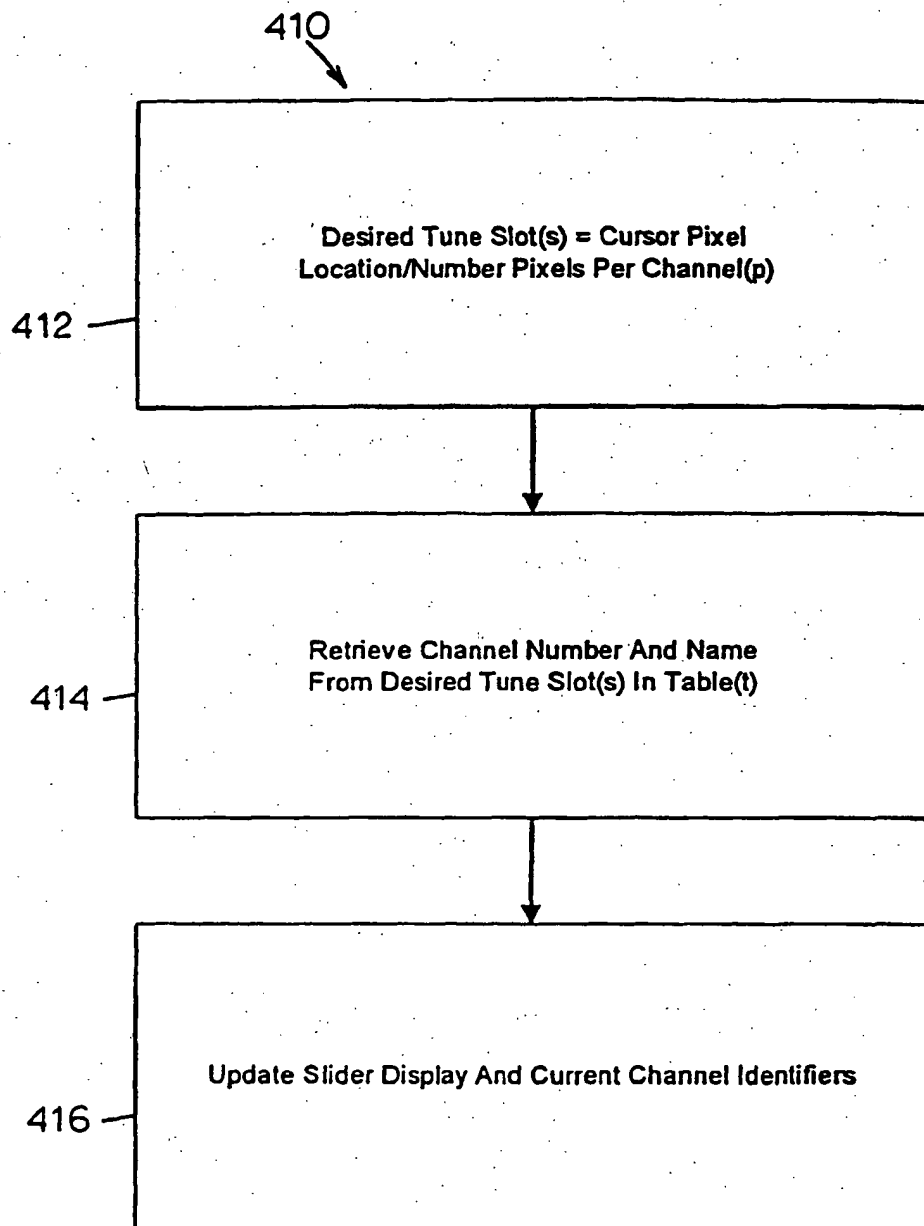 410
Desired Tune Slot(s) = Cursor Pixel
Location/Number Pixels Per Channel(p)
412
Retrieve Channel Number And Name
From Desired Tune Slot(s) In Table(t)
414
Update Slider Display And Current Channel Identifiers
416